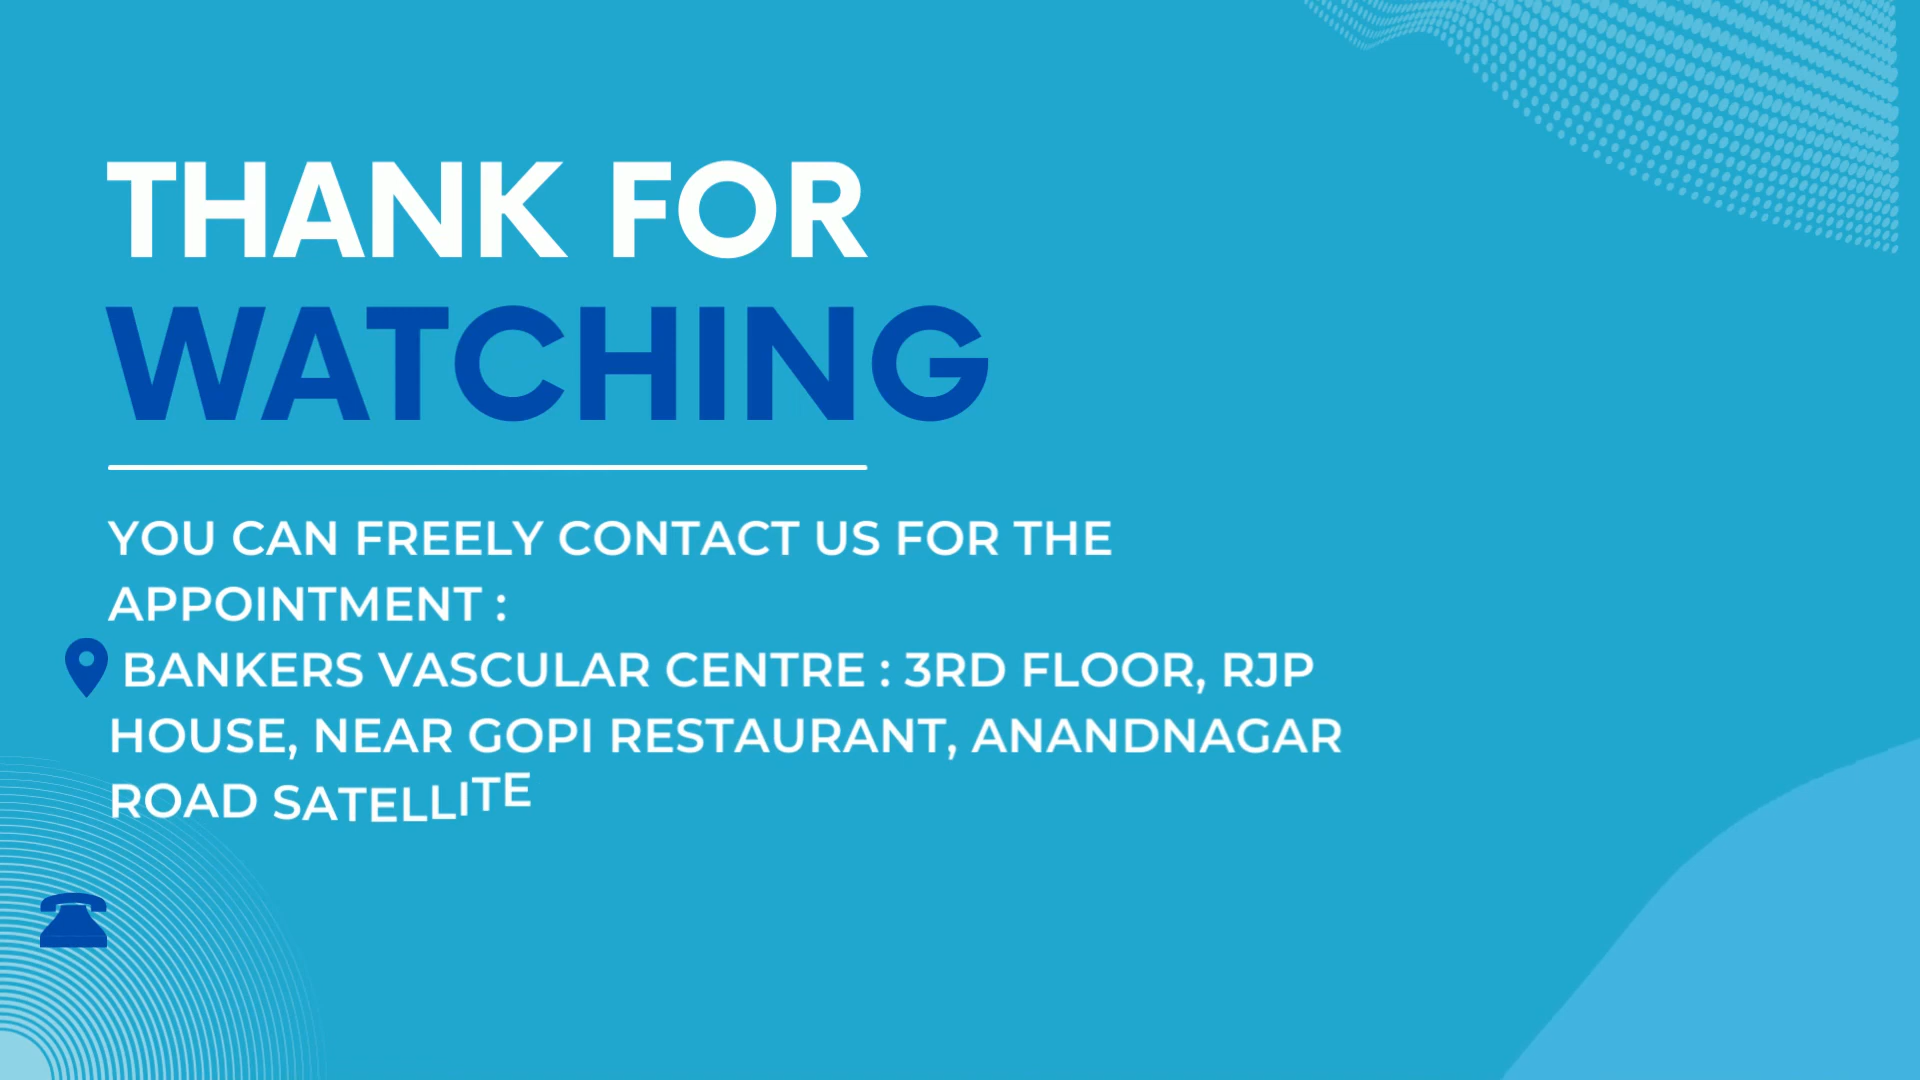 THANK FOR
WATCHING
YOU CAN FREELY CONTACT US FOR THE
APPOINTMENT :
BANKERS VASCULAR CENTRE : 3RD FLOOR, RJP
HOUSE, NEAR GOPI RESTAURANT, ANANDNAGAR
ROAD SATELLITE